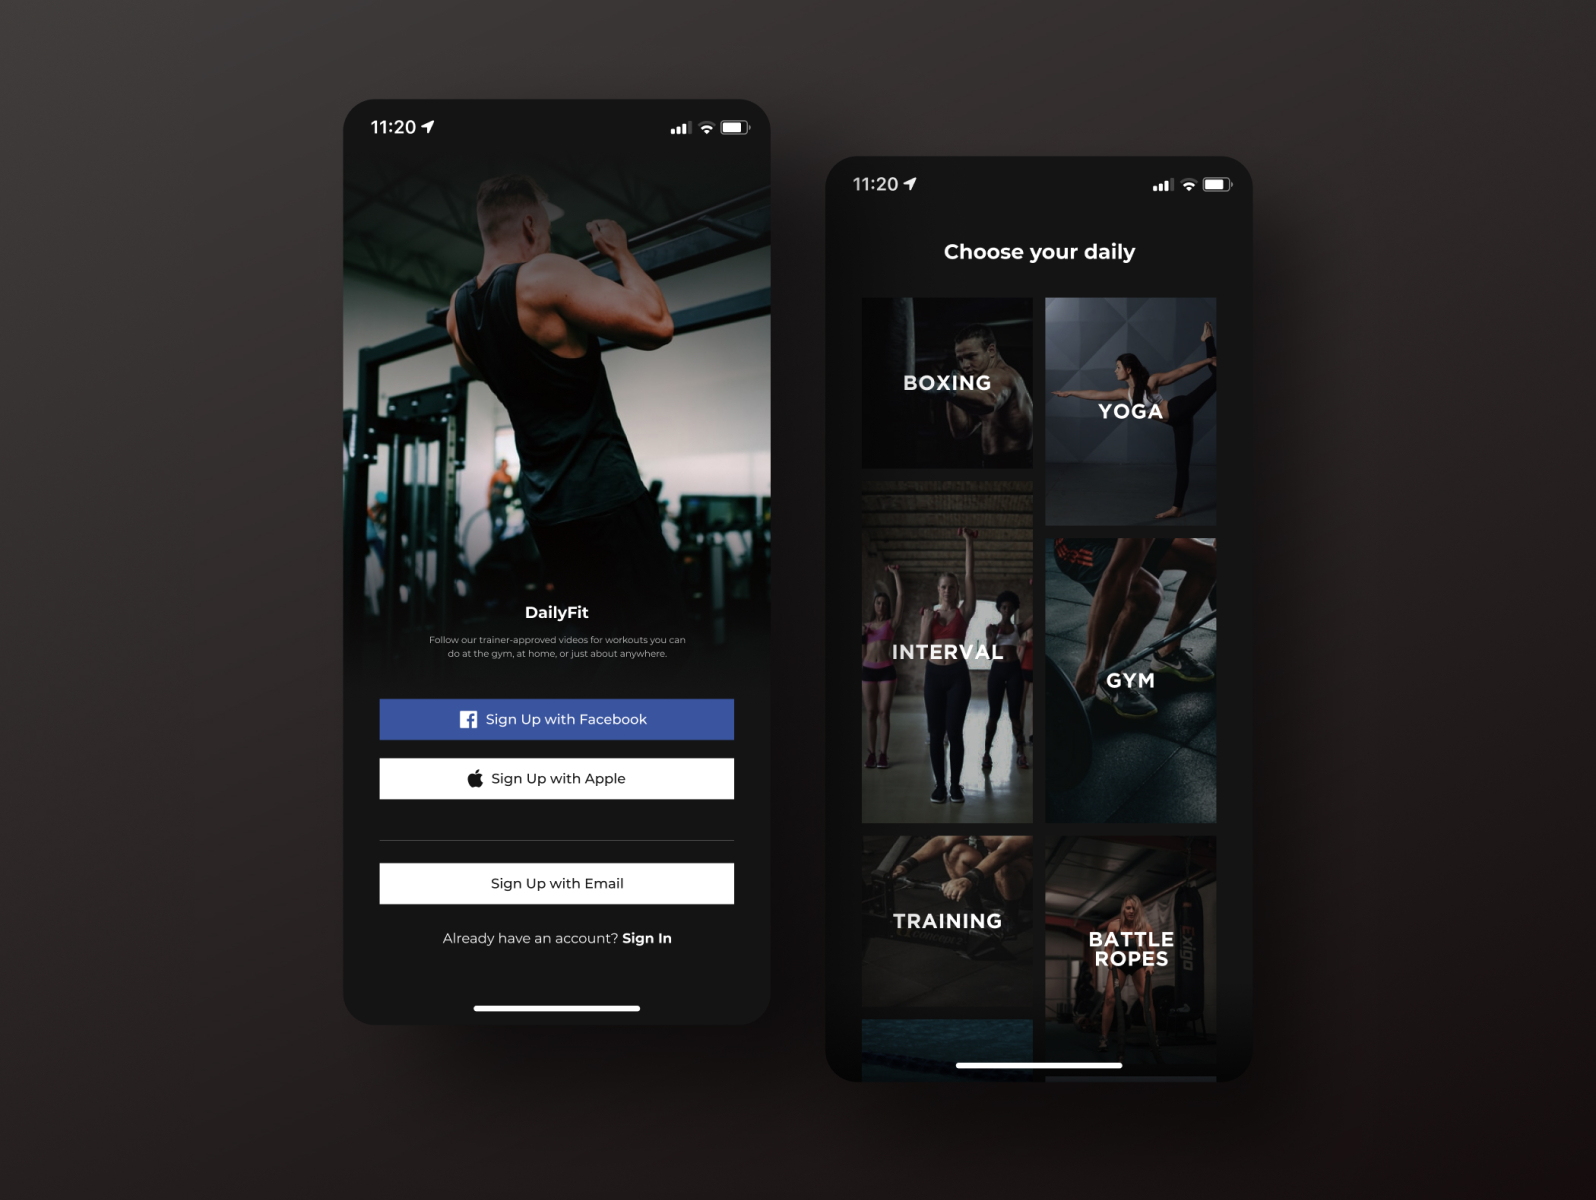 11:20
DailyFit
Follow our trainer-approved videos for workouts you can
do at the gym, at home, or just about anywhere.
Sign Up with Facebook
Sign Up with Apple
Sign Up with Email
Already have an account? Sign In
11:20
Choose your daily
BOXING
YOGA
INTERVAL
GYM
TRAINING
BATTLE
ROPES
Exigo